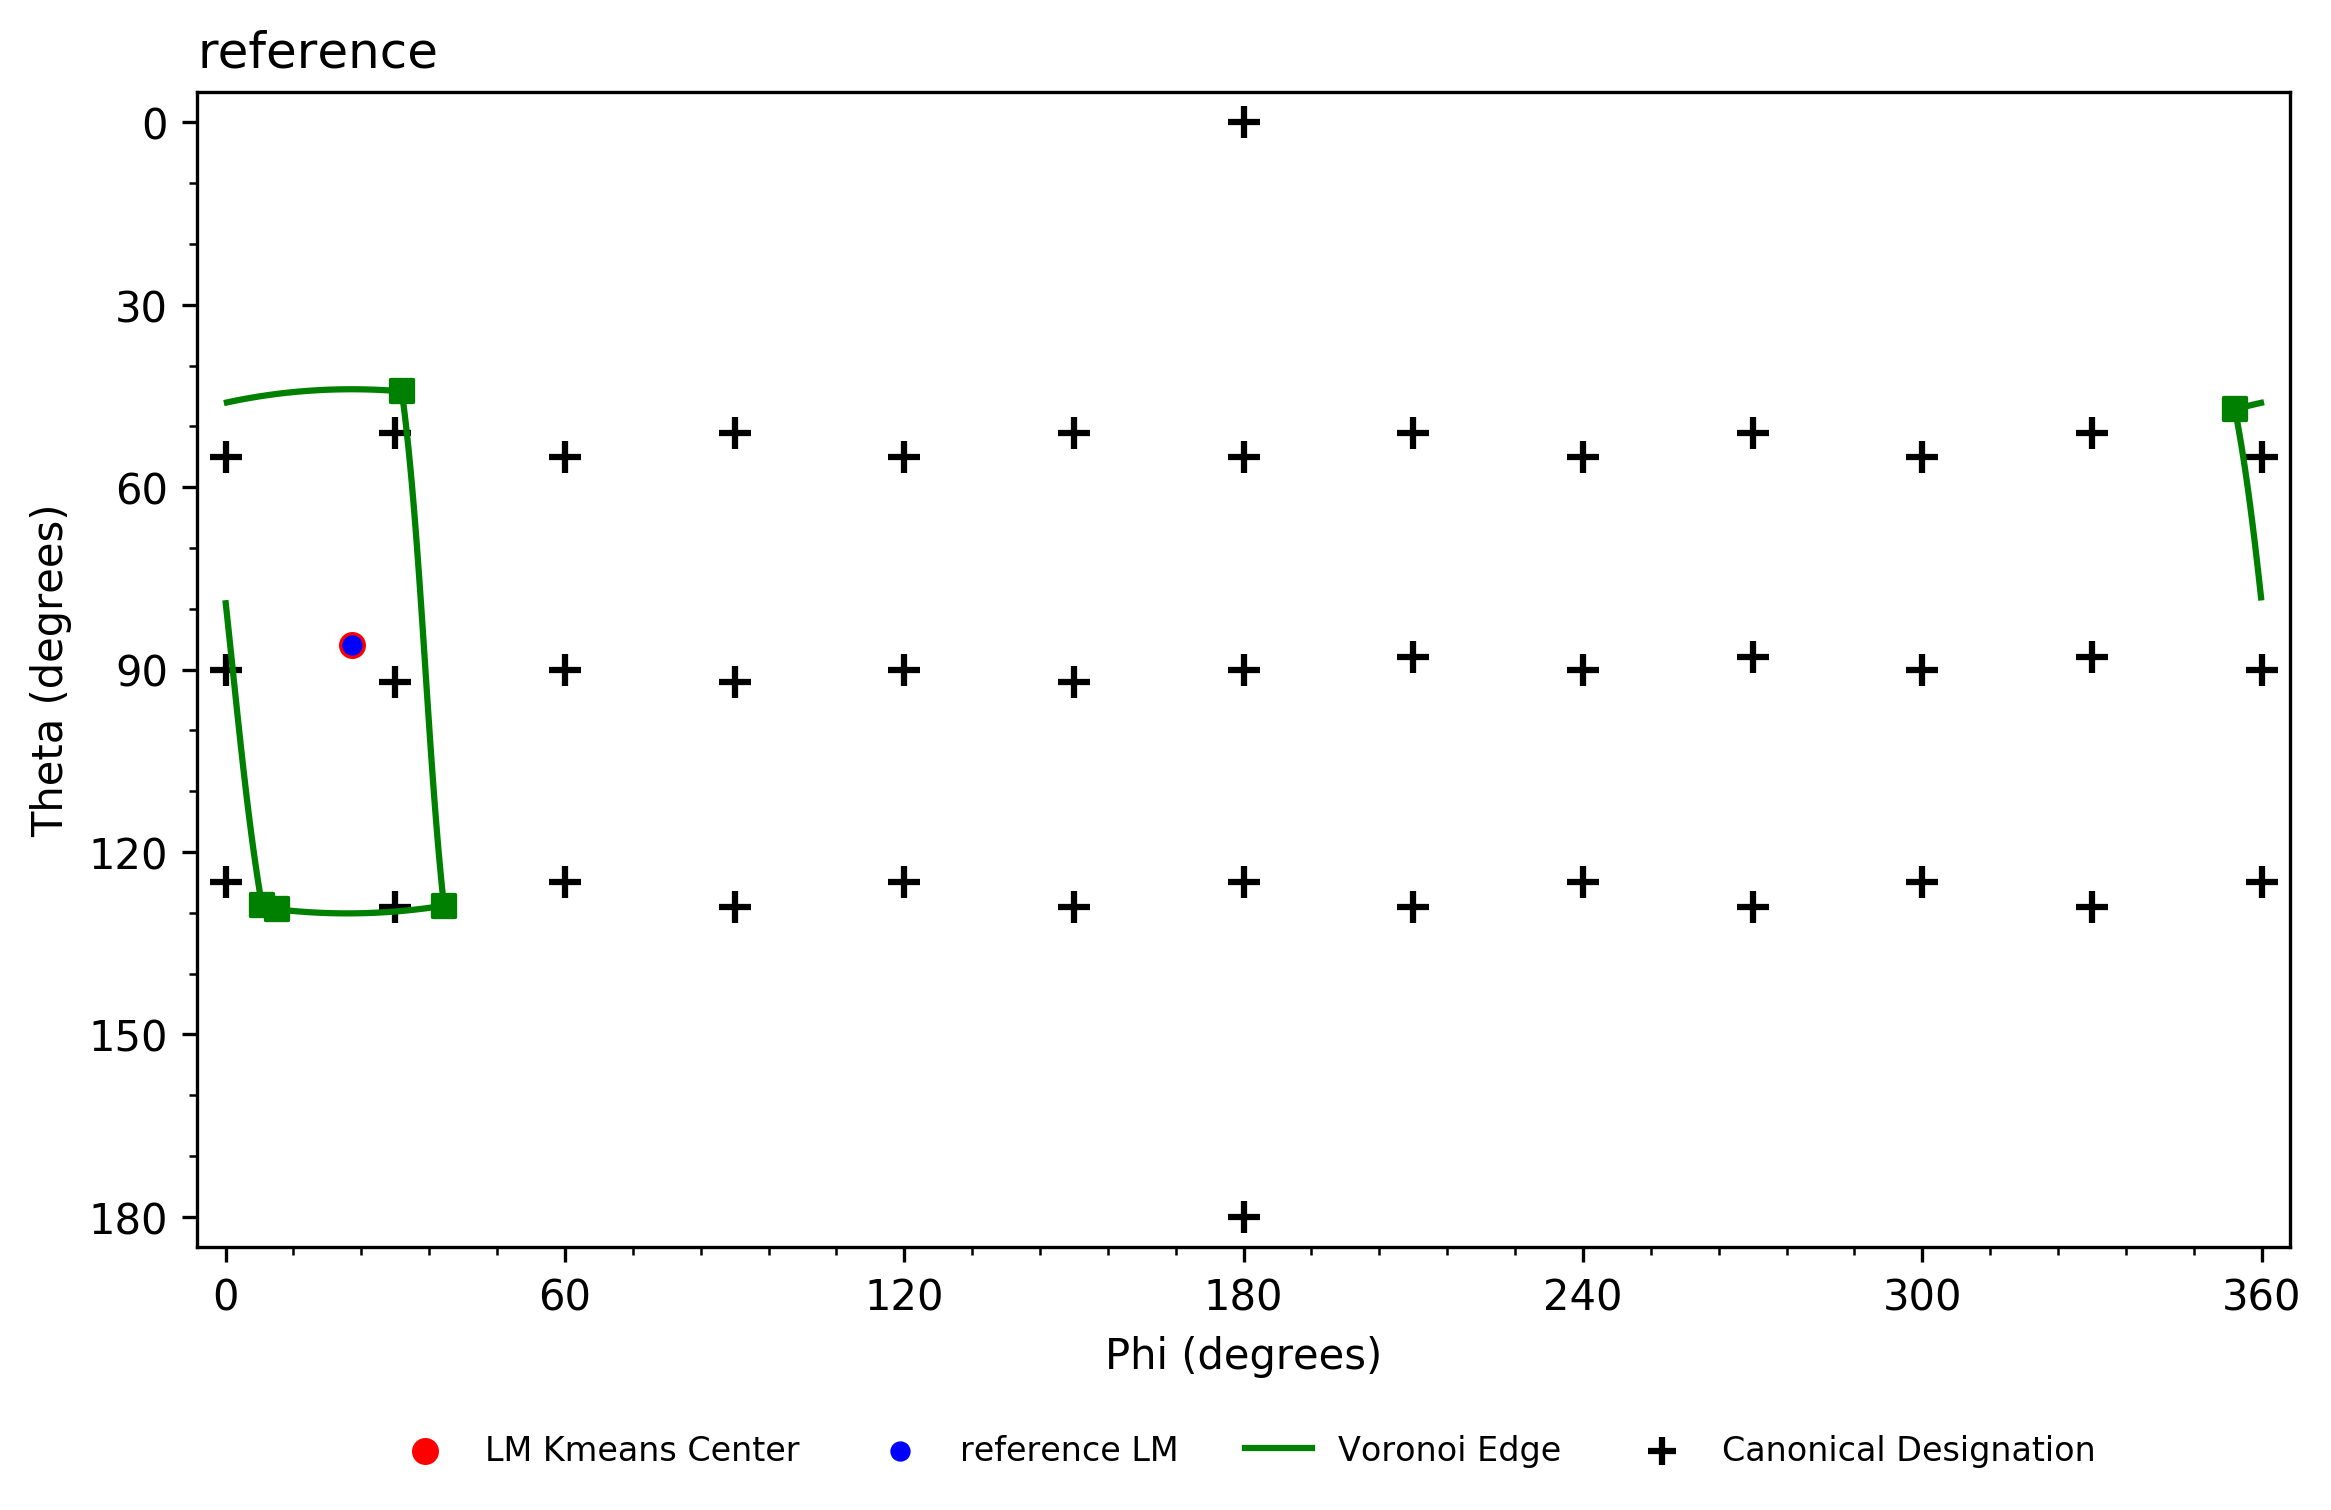 reference
0
30
60
90
120
150
180
Theta (degrees)
0 60 120 180 240 300 360
Phi (degrees)
LM Kmeans Center reference LM Voronoi Edge Canonical Designation